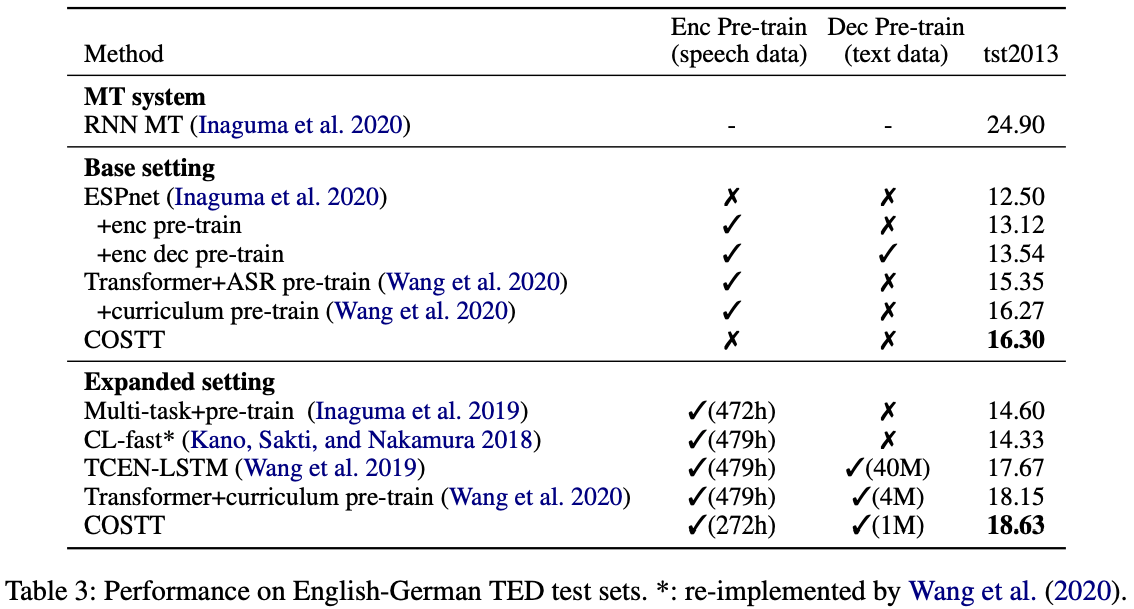 Method Enc Pre-train (speech data) Dec Pre-train (text data) tst2013
MT system
RNN MT (Inaguma et al. 2020) - - 24.90
Base setting
ESPnet (Inaguma et al. 2020) ✗ ✗ 12.50
+enc pre-train ✓ ✗ 13.12
+enc dec pre-train ✓ ✓ 13.54
Transformer+ASR pre-train (Wang et al. 2020) ✓ ✗ 15.35
+curriculum pre-train (Wang et al. 2020) ✓ ✗ 16.27
COSTT ✗ ✗ 16.30
Expanded setting
Multi-task+pre-train (Inaguma et al. 2019) ✓(472h) ✗ 14.60
CL-fast* (Kano, Sakti, and Nakamura 2018) ✓(479h) ✗ 14.33
TCEN-LSTM (Wang et al. 2019) ✓(479h) ✓(40M) 17.67
Transformer+curriculum pre-train (Wang et al. 2020) ✓(479h) ✓(4M) 18.15
COSTT ✓(272h) ✓(1M) 18.63
Table 3: Performance on English-German TED test sets. *: re-implemented by Wang et al. (2020).